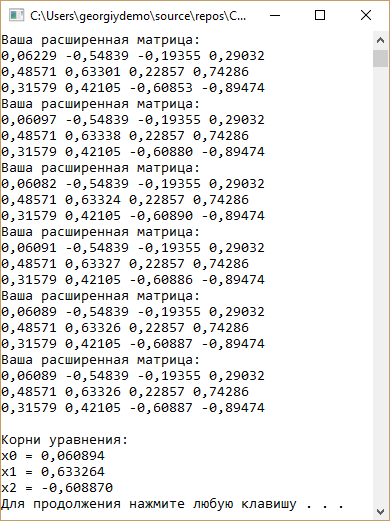 C:\Users\georgiydemo\source\repos\C...
Ваша расширенная матрица:
0,06229 -0,54839 -0,19355 0,29032
0,48571 0,63301 0,22857 0,74286
0,31579 0,42105 -0,60853 -0,89474
Ваша расширенная матрица:
0,06097 -0,54839 -0,19355 0,29032
0,48571 0,63338 0,22857 0,74286
0,31579 0,42105 -0,60880 -0,89474
Ваша расширенная матрица:
0,06082 -0,54839 -0,19355 0,29032
0,48571 0,63324 0,22857 0,74286
0,31579 0,42105 -0,60890 -0,89474
Ваша расширенная матрица:
0,06091 -0,54839 -0,19355 0,29032
0,48571 0,63327 0,22857 0,74286
0,31579 0,42105 -0,60886 -0,89474
Ваша расширенная матрица:
0,06089 -0,54839 -0,19355 0,29032
0,48571 0,63326 0,22857 0,74286
0,31579 0,42105 -0,60887 -0,89474
Ваша расширенная матрица:
0,06089 -0,54839 -0,19355 0,29032
0,48571 0,63326 0,22857 0,74286
0,31579 0,42105 -0,60887 -0,89474
Корни уравнения:
x0 = 0,060894
x1 = 0,633264
x2 = -0,608870
Для продолжения нажмите любую клавишу . . .